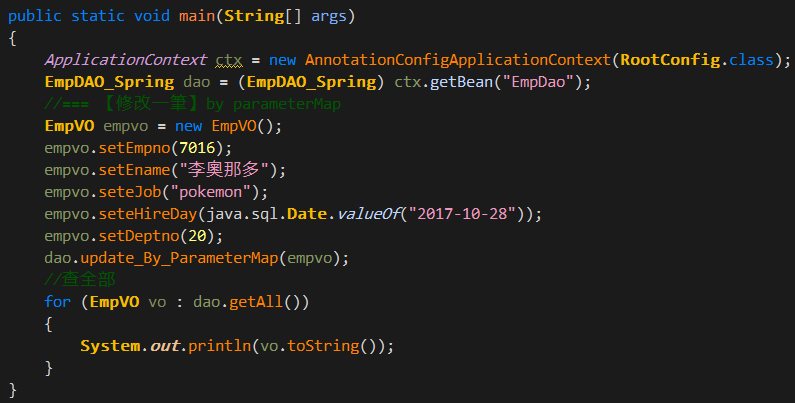 public static void main(String[] args)
{
    ApplicationContext ctx = new AnnotationConfigApplicationContext(RootConfig.class);
    EmpDAO_Spring dao = (EmpDAO_Spring) ctx.getBean("EmpDao");
    //=== 【修改一筆】by parameterMap
    EmpVO empvo = new EmpVO();
    empvo.setEmpno(7016);
    empvo.setEname("李奧那多");
    empvo.seteJob("pokemon");
    empvo.seteHireDay(java.sql.Date.valueOf("2017-10-28"));
    empvo.setDeptno(20);
    dao.update_By_ParameterMap(empvo);
    //查全部
    for (EmpVO vo : dao.getAll())
    {
        System.out.println(vo.toString());
    }
}